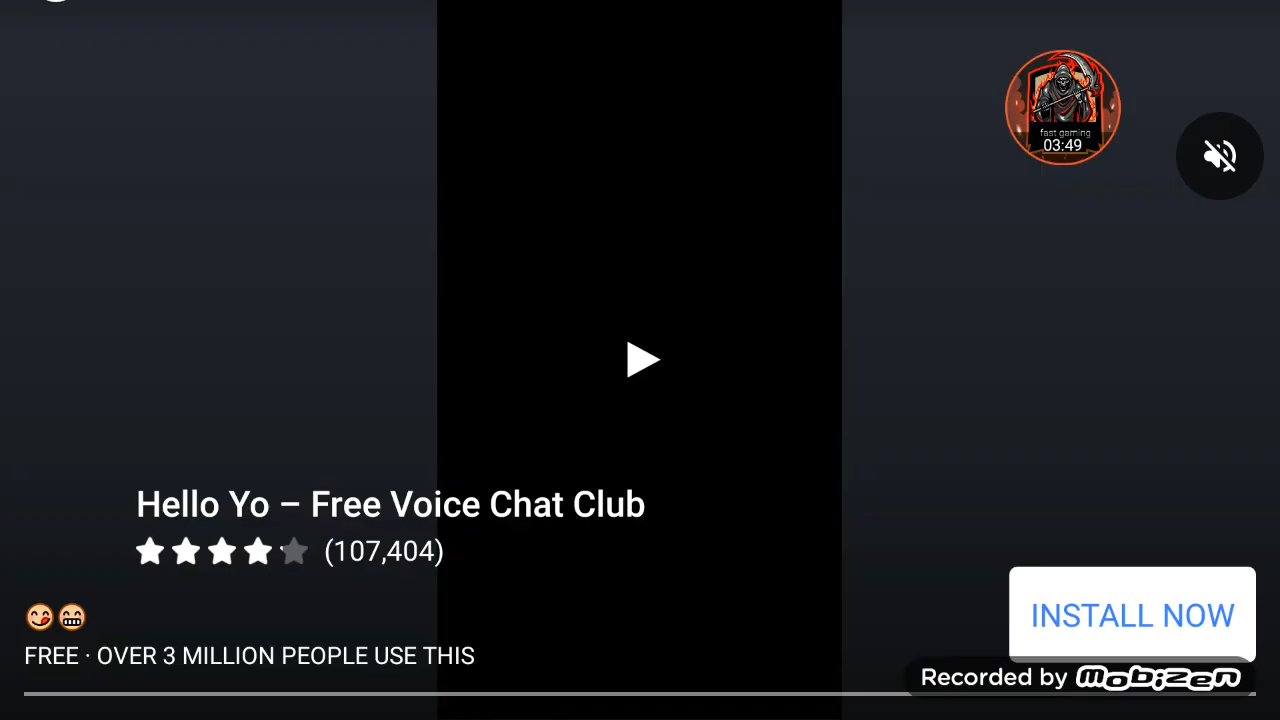 fast gaming
03:49
Hello Yo – Free Voice Chat Club
(107,404)
😋😁
FREE · OVER 3 MILLION PEOPLE USE THIS
INSTALL NOW
Recorded by mobizen